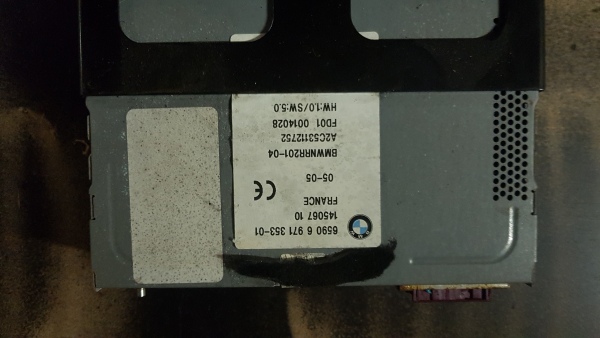 6590 6 971 353-01
145067 10
FRANCE
05-05
CE
BMWNRR201-04
A2C53112752
FD01 0014028
HW:1.0/SW:5.0